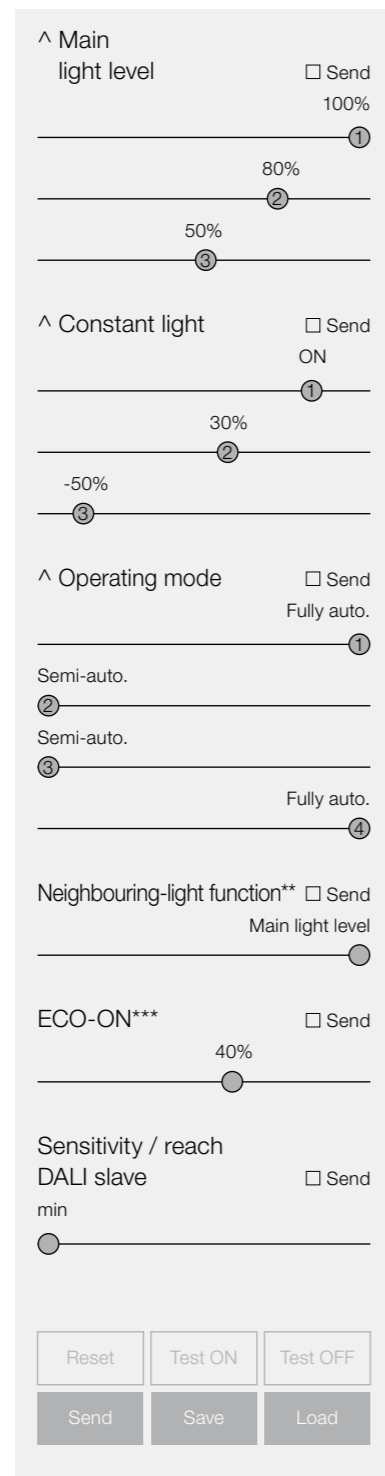 ^ Main
light level □ Send
100%
1
80%
2
50%
3
^ Constant light □ Send
ON
1
30%
2
-50%
3
^ Operating mode □ Send
Fully auto.
1
Semi-auto.
2
Semi-auto.
3
Fully auto.
4
Neighbouring-light function** □ Send
Main light level
ECO-ON*** □ Send
40%
Sensitivity / reach
DALI slave □ Send
min
Reset Test ON Test OFF
Send Save Load